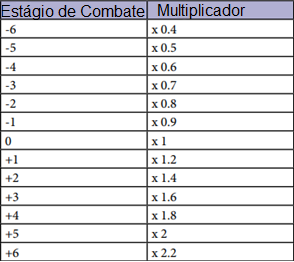 Estágio de Combate Multiplicador
-6 x 0.4
-5 x 0.5
-4 x 0.6
-3 x 0.7
-2 x 0.8
-1 x 0.9
0 x 1
+1 x 1.2
+2 x 1.4
+3 x 1.6
+4 x 1.8
+5 x 2
+6 x 2.2